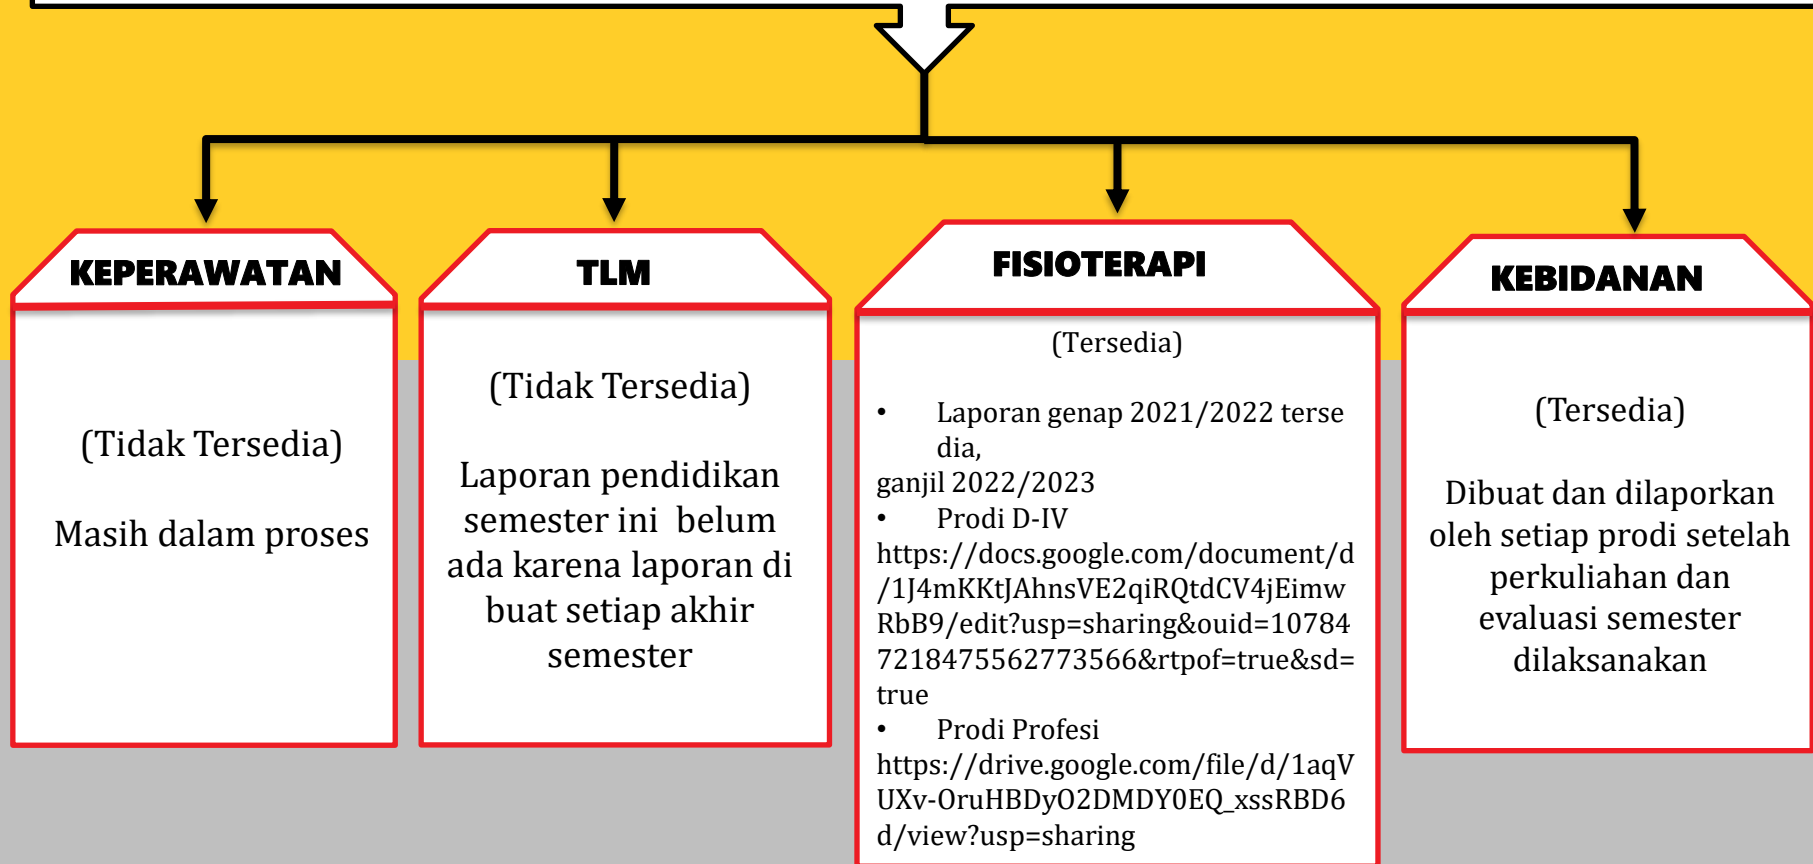 KEPERAWATAN
(Tidak Tersedia)
Masih dalam proses
TLM
(Tidak Tersedia)
Laporan pendidikan
semester ini belum
ada karena laporan di
buat setiap akhir
semester
FISIOTERAPI
(Tersedia)
• Laporan genap 2021/2022 terse
dia,
ganjil 2022/2023
• Prodi D-IV
https://docs.google.com/document/d
/1J4mKKtJAhnsVE2qiRQtdCV4jEimw
RbB9/edit?usp=sharing&ouid=10784
7218475562773566&rtpof=true&sd=
true
• Prodi Profesi
https://drive.google.com/file/d/1aqV
UXv-OruHBDyO2DMDY0EQ_xssRBD6
d/view?usp=sharing
KEBIDANAN
(Tersedia)
Dibuat dan dilaporkan
oleh setiap prodi setelah
perkuliahan dan
evaluasi semester
dilaksanakan